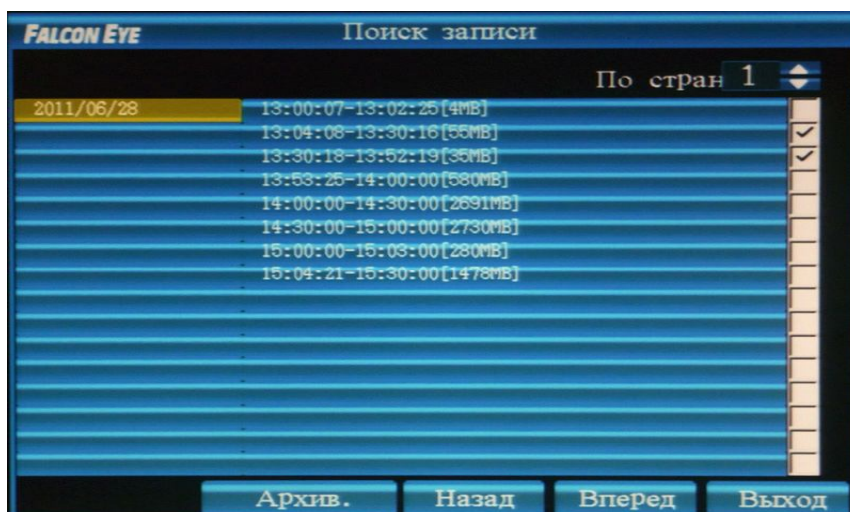 FALCON EYE
Поиск записи
По стран 1
2011/06/28 13:00:07-13:02:25[4MB]
13:04:08-13:30:16[55MB]
13:30:18-13:52:19[35MB]
13:53:25-14:00:00[580MB]
14:00:00-14:30:00[2691MB]
14:30:00-15:00:00[2730MB]
15:00:00-15:03:00[280MB]
15:04:21-15:30:00[1478MB]
Архив. Назад Вперед Выход